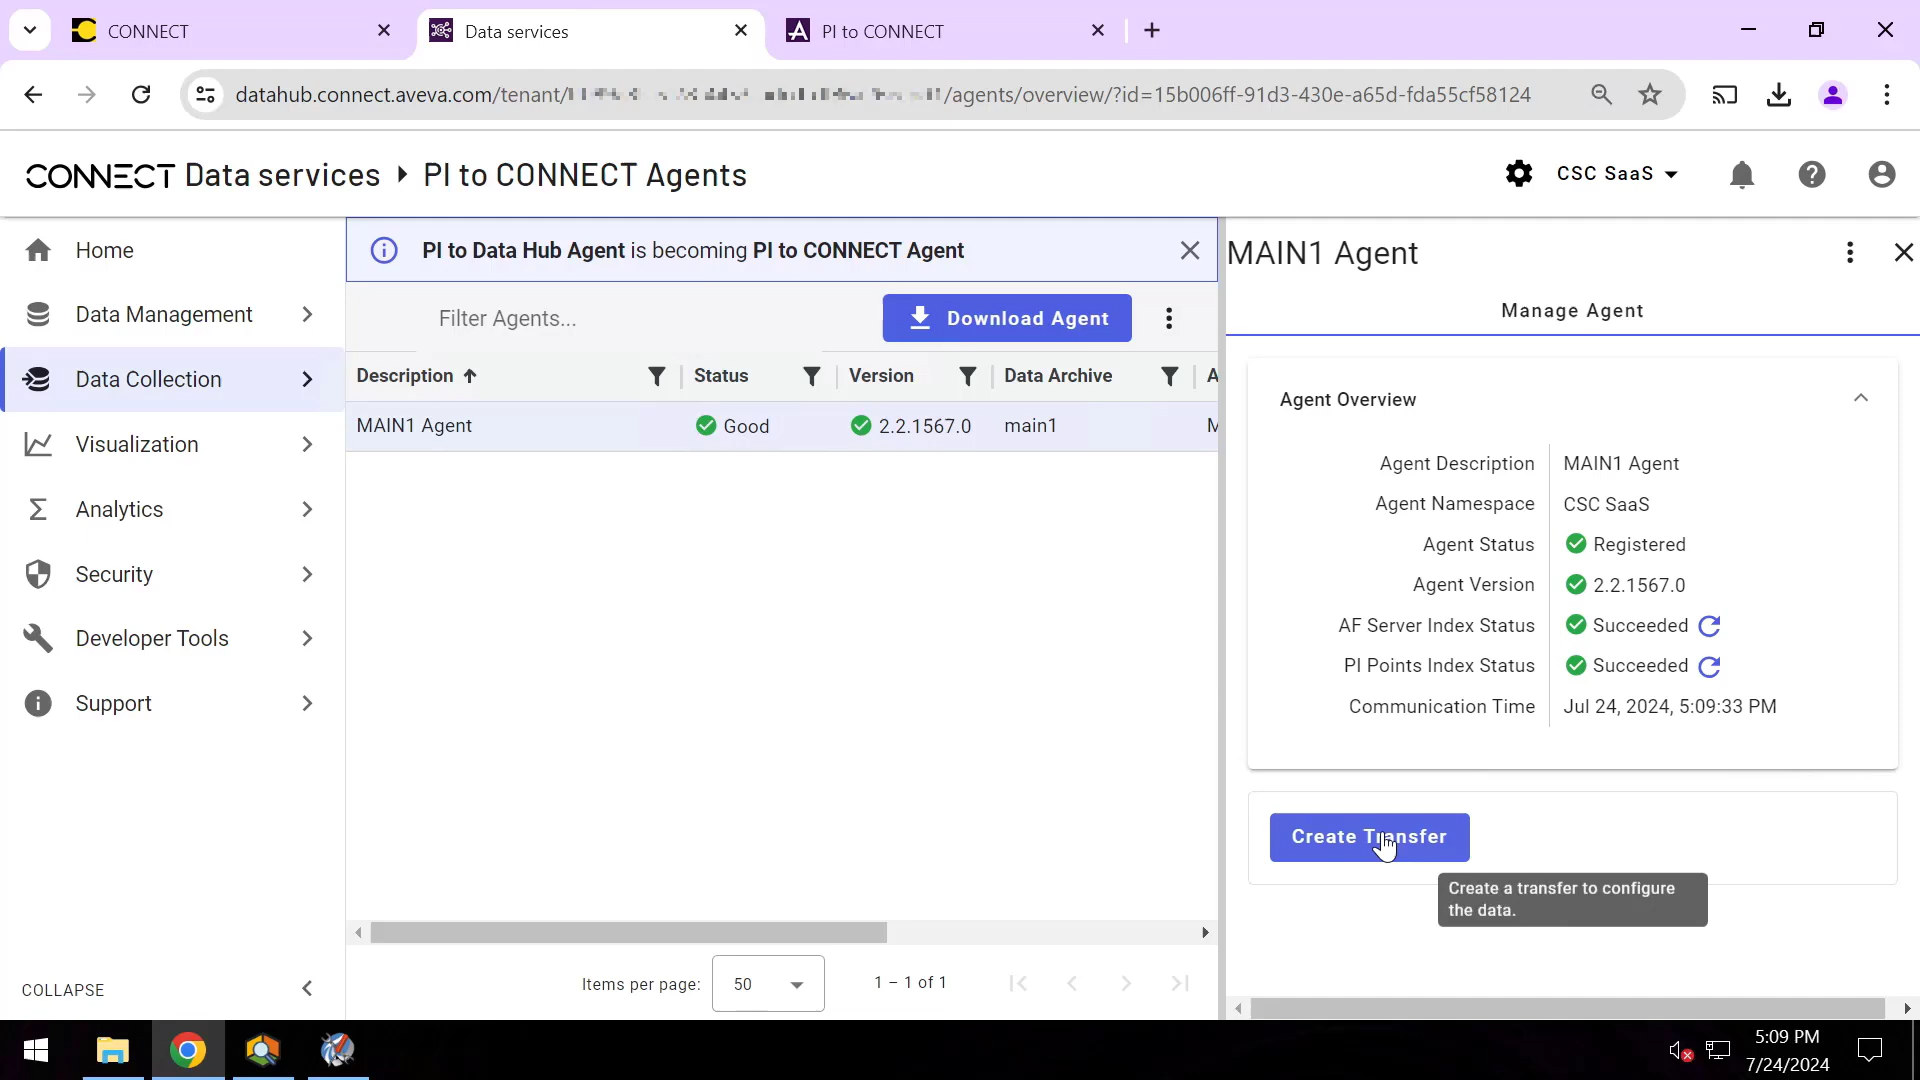 CONNECT
Data services
PI to CONNECT
datahub.connect.aveva.com/tenant/
/agents/overview/?id=15b006ff-91d3-430e-a65d-fda55cf58124
CONNECT Data services PI to CONNECT Agents
CSC SaaS
Home
Data Management
Data Collection
Visualization
Analytics
Security
Developer Tools
Support
COLLAPSE
PI to Data Hub Agent is becoming PI to CONNECT Agent
Filter Agents...
Download Agent
Description Status Version Data Archive A
MAIN1 Agent Good 2.2.1567.0 main1 M
Items per page: 50 1 – 1 of 1
MAIN1 Agent
Manage Agent
Agent Overview
Agent Description MAIN1 Agent
Agent Namespace CSC SaaS
Agent Status Registered
Agent Version 2.2.1567.0
AF Server Index Status Succeeded
PI Points Index Status Succeeded
Communication Time Jul 24, 2024, 5:09:33 PM
Create Transfer
Create a transfer to configure
the data.
5:09 PM
7/24/2024